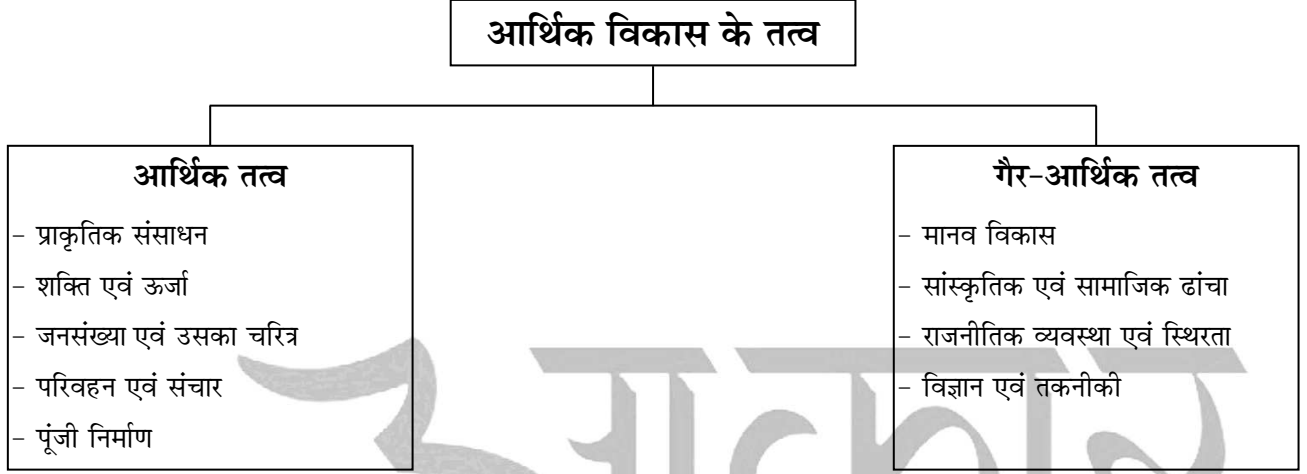 आर्थिक विकास के तत्व
आर्थिक तत्व
- प्राकृतिक संसाधन
- शक्ति एवं ऊर्जा
- जनसंख्या एवं उसका चरित्र
- परिवहन एवं संचार
- पूंजी निर्माण
गैर-आर्थिक तत्व
- मानव विकास
- सांस्कृतिक एवं सामाजिक ढांचा
- राजनीतिक व्यवस्था एवं स्थिरता
- विज्ञान एवं तकनीकी